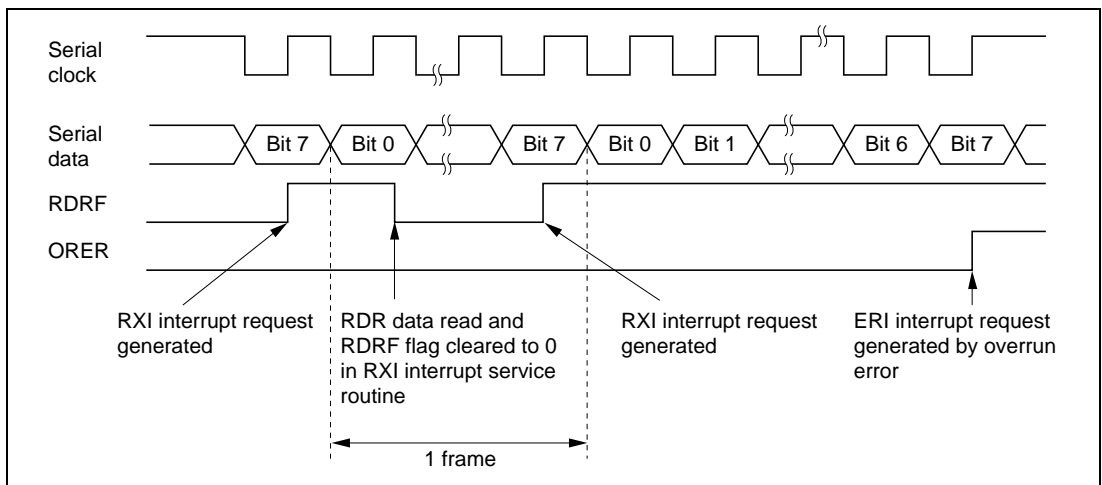 Serial
clock
Serial
data
Bit 7
Bit 0
Bit 7
Bit 0
Bit 1
Bit 6
Bit 7
RDRF
ORER
RXI interrupt request
generated
RDR data read and
RDRF flag cleared to 0
in RXI interrupt service
routine
RXI interrupt request
generated
ERI interrupt request
generated by overrun
error
1 frame